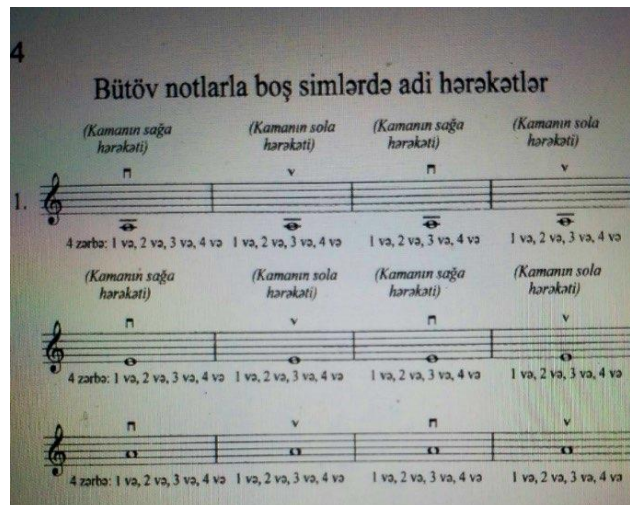 4
Bütöv notlarla boş simlərdə adi hərəkətlər
(Kamanın sağa (Kamanın sola (Kamanın sağa (Kamanın sola
hərəkəti) hərəkəti) hərəkəti) hərəkəti)
1.
4 zərbə: 1 və, 2 və, 3 və, 4 və 1 və, 2 və, 3 və, 4 və 1 və, 2 və, 3 və, 4 və 1 və, 2 və, 3 və, 4 və
(Kamanın sağa (Kamanın sola (Kamanın sağa (Kamanın sola
hərəkəti) hərəkəti) hərəkəti) hərəkəti)
4 zərbə: 1 və, 2 və, 3 və, 4 və 1 və, 2 və, 3 və, 4 və 1 və, 2 və, 3 və, 4 və 1 və, 2 və, 3 və, 4 və
4 zərbə: 1 və, 2 və, 3 və, 4 və 1 və, 2 və, 3 və, 4 və 1 və, 2 və, 3 və, 4 və 1 və, 2 və, 3 və, 4 və